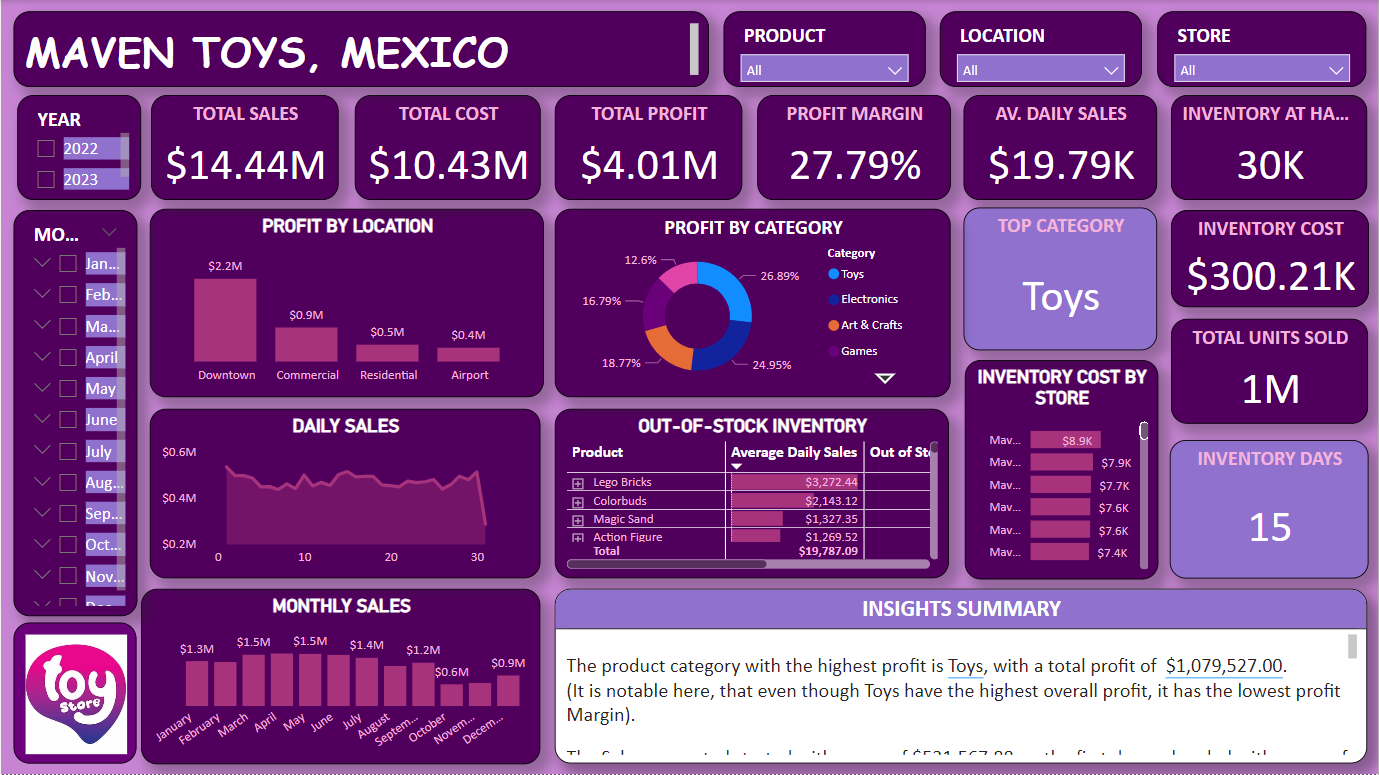 MAVEN TOYS, MEXICO
PRODUCT
All
LOCATION
All
STORE
All
YEAR
2022
2023
TOTAL SALES
$14.44M
TOTAL COST
$10.43M
TOTAL PROFIT
$4.01M
PROFIT MARGIN
27.79%
AV. DAILY SALES
$19.79K
INVENTORY AT HA...
30K
MO...
Jan...
Feb...
Ma...
April
May
June
July
Aug...
Sep...
Oct...
Nov...
PROFIT BY LOCATION
$2.2M
$0.9M
$0.5M
$0.4M
Downtown Commercial Residential Airport
PROFIT BY CATEGORY
12.6%
26.89%
16.79%
18.77%
24.95%
Category
Toys
Electronics
Art & Crafts
Games
TOP CATEGORY
Toys
INVENTORY COST
$300.21K
TOTAL UNITS SOLD
1M
DAILY SALES
$0.6M
$0.4M
$0.2M
0 10 20 30
OUT-OF-STOCK INVENTORY
Product Average Daily Sales Out of Sto
Lego Bricks $3,272.44
Colorbuds $2,143.12
Magic Sand $1,327.35
Action Figure $1,269.52
Total $19,787.09
INVENTORY COST BY
STORE
Mav... $8.9K
Mav... $7.9K
Mav... $7.7K
Mav... $7.6K
Mav... $7.6K
Mav... $7.4K
INVENTORY DAYS
15
toy
store
MONTHLY SALES
$1.3M
$1.5M
$1.5M
$1.4M
$1.2M
$0.6M
$0.9M
January February March April May June July August Septem... October Novem... Decem...
INSIGHTS SUMMARY
The product category with the highest profit is Toys, with a total profit of $1,079,527.00.
(It is notable here, that even though Toys have the highest overall profit, it has the lowest profit
Margin).